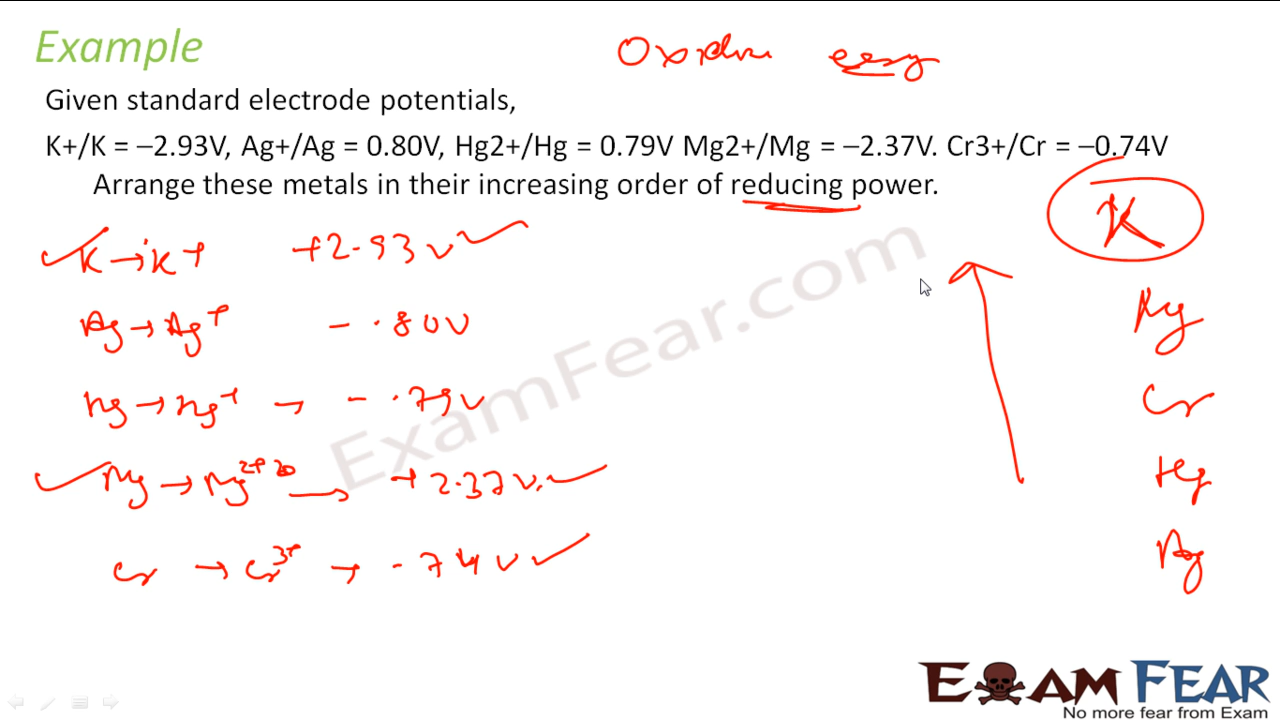 Example
Oxidise easy
Given standard electrode potentials,
K+/K = –2.93V, Ag+/Ag = 0.80V, Hg2+/Hg = 0.79V Mg2+/Mg = –2.37V. Cr3+/Cr = –0.74V
Arrange these metals in their increasing order of reducing power.
K
K → K+ +2.93 V
Mg
Ag → Ag+ – .80V
Cr
Hg → Hg+ → – .79V
Hg
Mg → Mg2+ → +2.37V.
Ag
Cr → Cr3+ → .74V
ExamFear.com
EXAM FEAR
No more fear from Exam